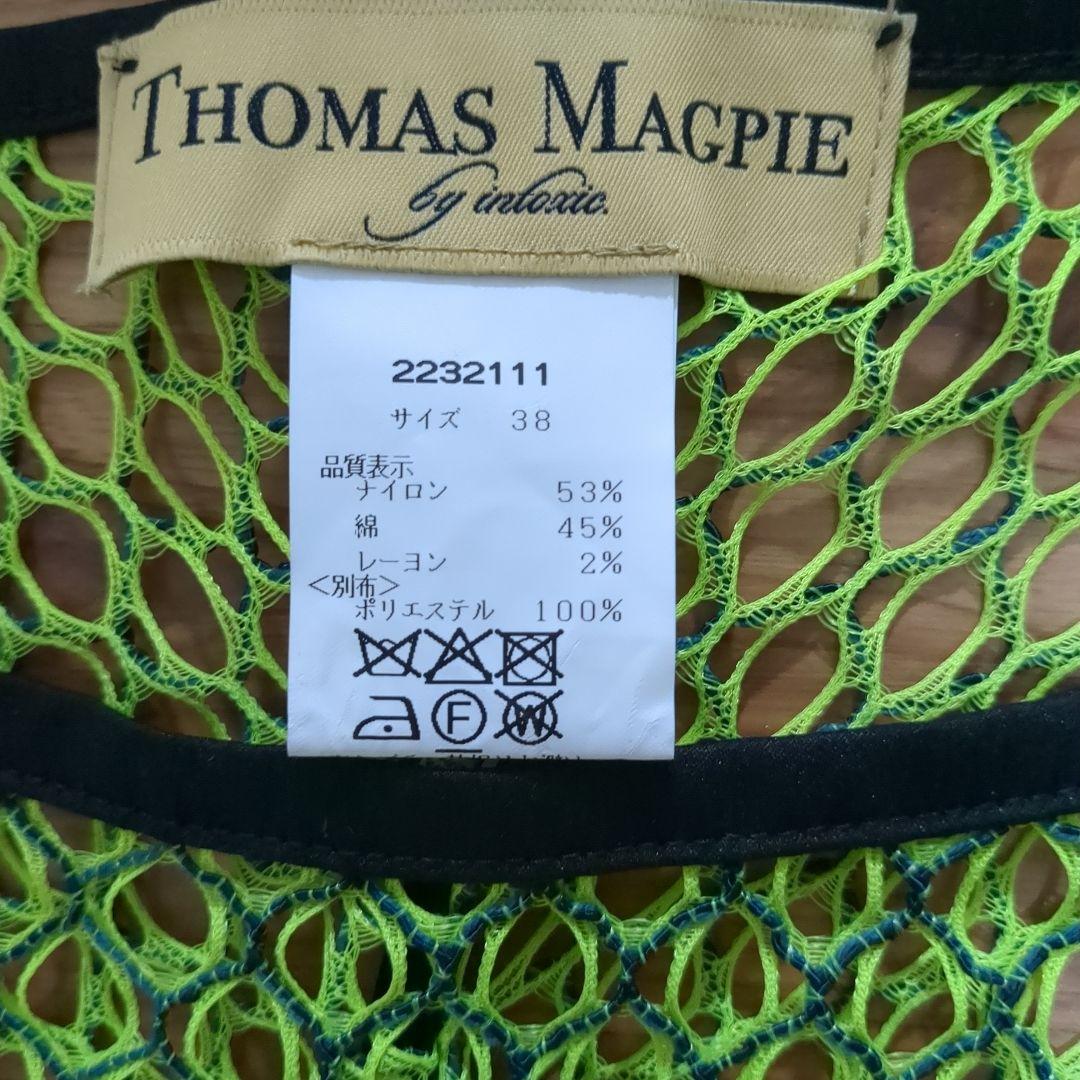 THOMAS MAGPIE
by intoxic.
2232111
サイズ 38
品質表示
ナイロン 53%
綿 45%
レーヨン 2%
<別布>
ポリエステル 100%
F
W